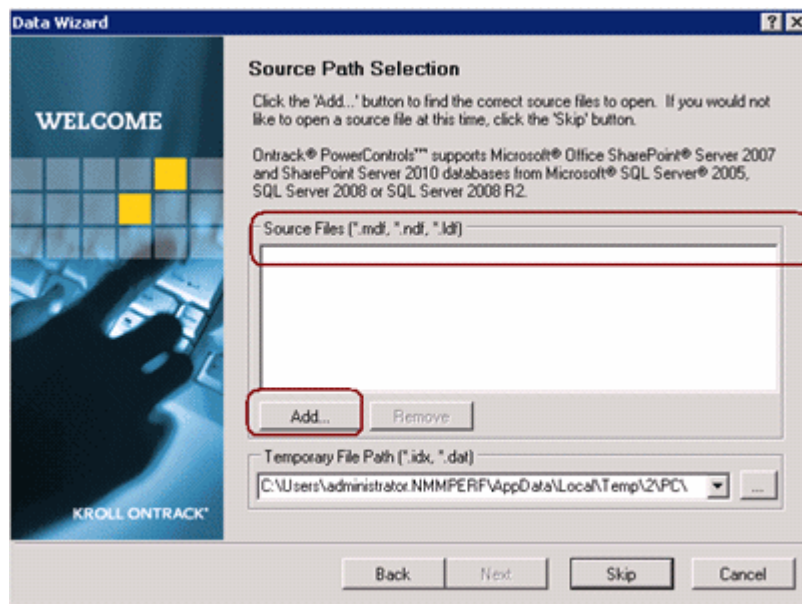 Data Wizard
WELCOME
KROLL ONTRACK®
Source Path Selection
Click the 'Add...' button to find the correct source files to open. If you would not
like to open a source file at this time, click the 'Skip' button.
Ontrack® PowerControls™ supports Microsoft® Office SharePoint® Server 2007
and SharePoint Server 2010 databases from Microsoft® SQL Server® 2005,
SQL Server 2008 or SQL Server 2008 R2.
Source Files (*.mdf, *.ndf, *.ldf)
Add... Remove
Temporary File Path (*.idx, *.dat)
C:\Users\administrator.NMMPERF\AppData\Local\Temp\2\PC\ ...
Back Next Skip Cancel